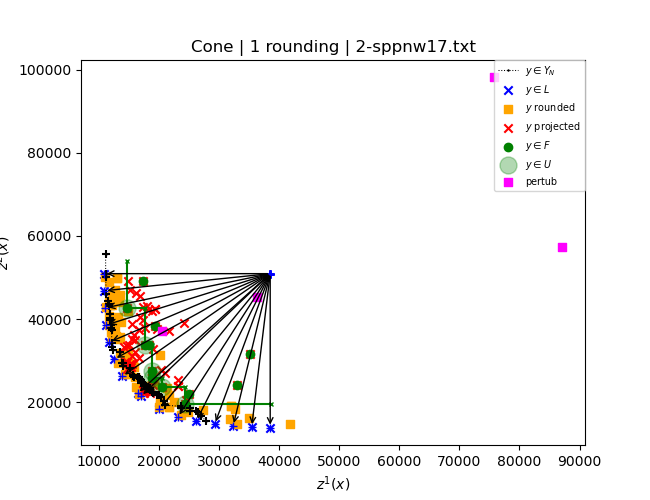 Cone | 1 rounding | 2-sppnw17.txt
100000
80000
60000
40000
20000
z²(x)
10000 20000 30000 40000 50000 60000 70000 80000 90000
z¹(x)
y ∈ Y_N
y ∈ L
y rounded
y projected
y ∈ F
y ∈ U
pertub